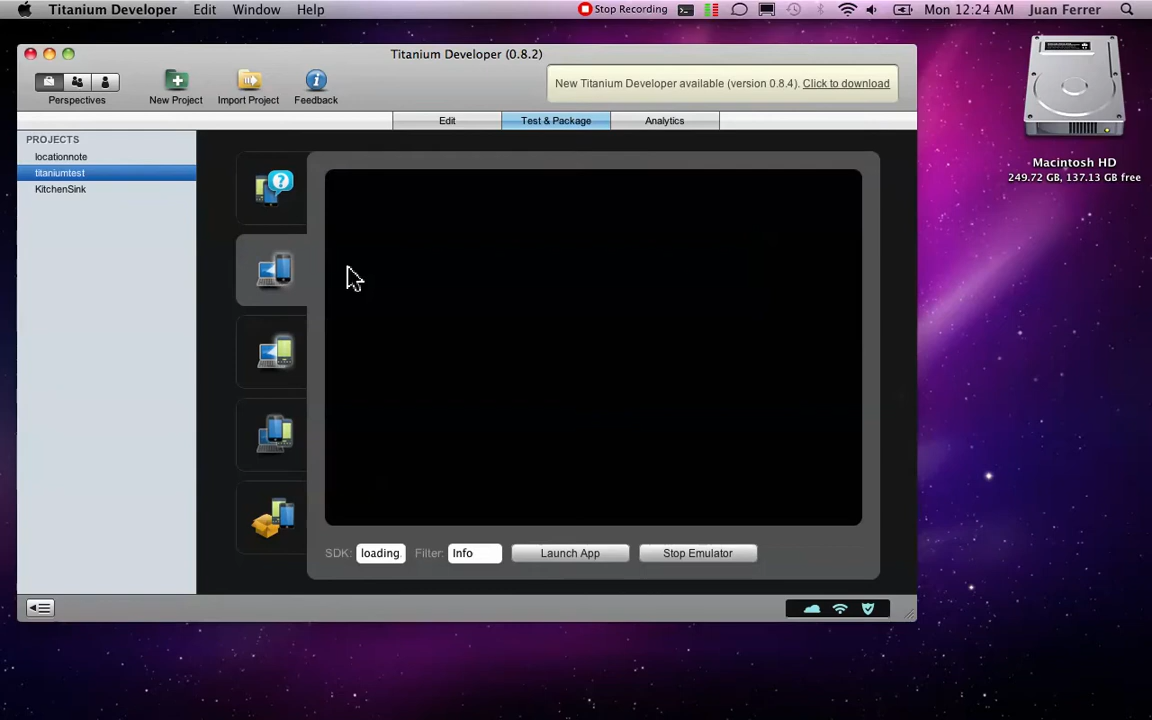 Titanium Developer Edit Window Help Stop Recording Mon 12:24 AM Juan Ferrer
Titanium Developer (0.8.2)
Perspectives New Project Import Project Feedback
New Titanium Developer available (version 0.8.4). Click to download
Edit Test & Package Analytics
PROJECTS
locationnote
titaniumtest
KitchenSink
SDK: loading. Filter: Info Launch App Stop Emulator
Macintosh HD
249.72 GB, 137.13 GB free